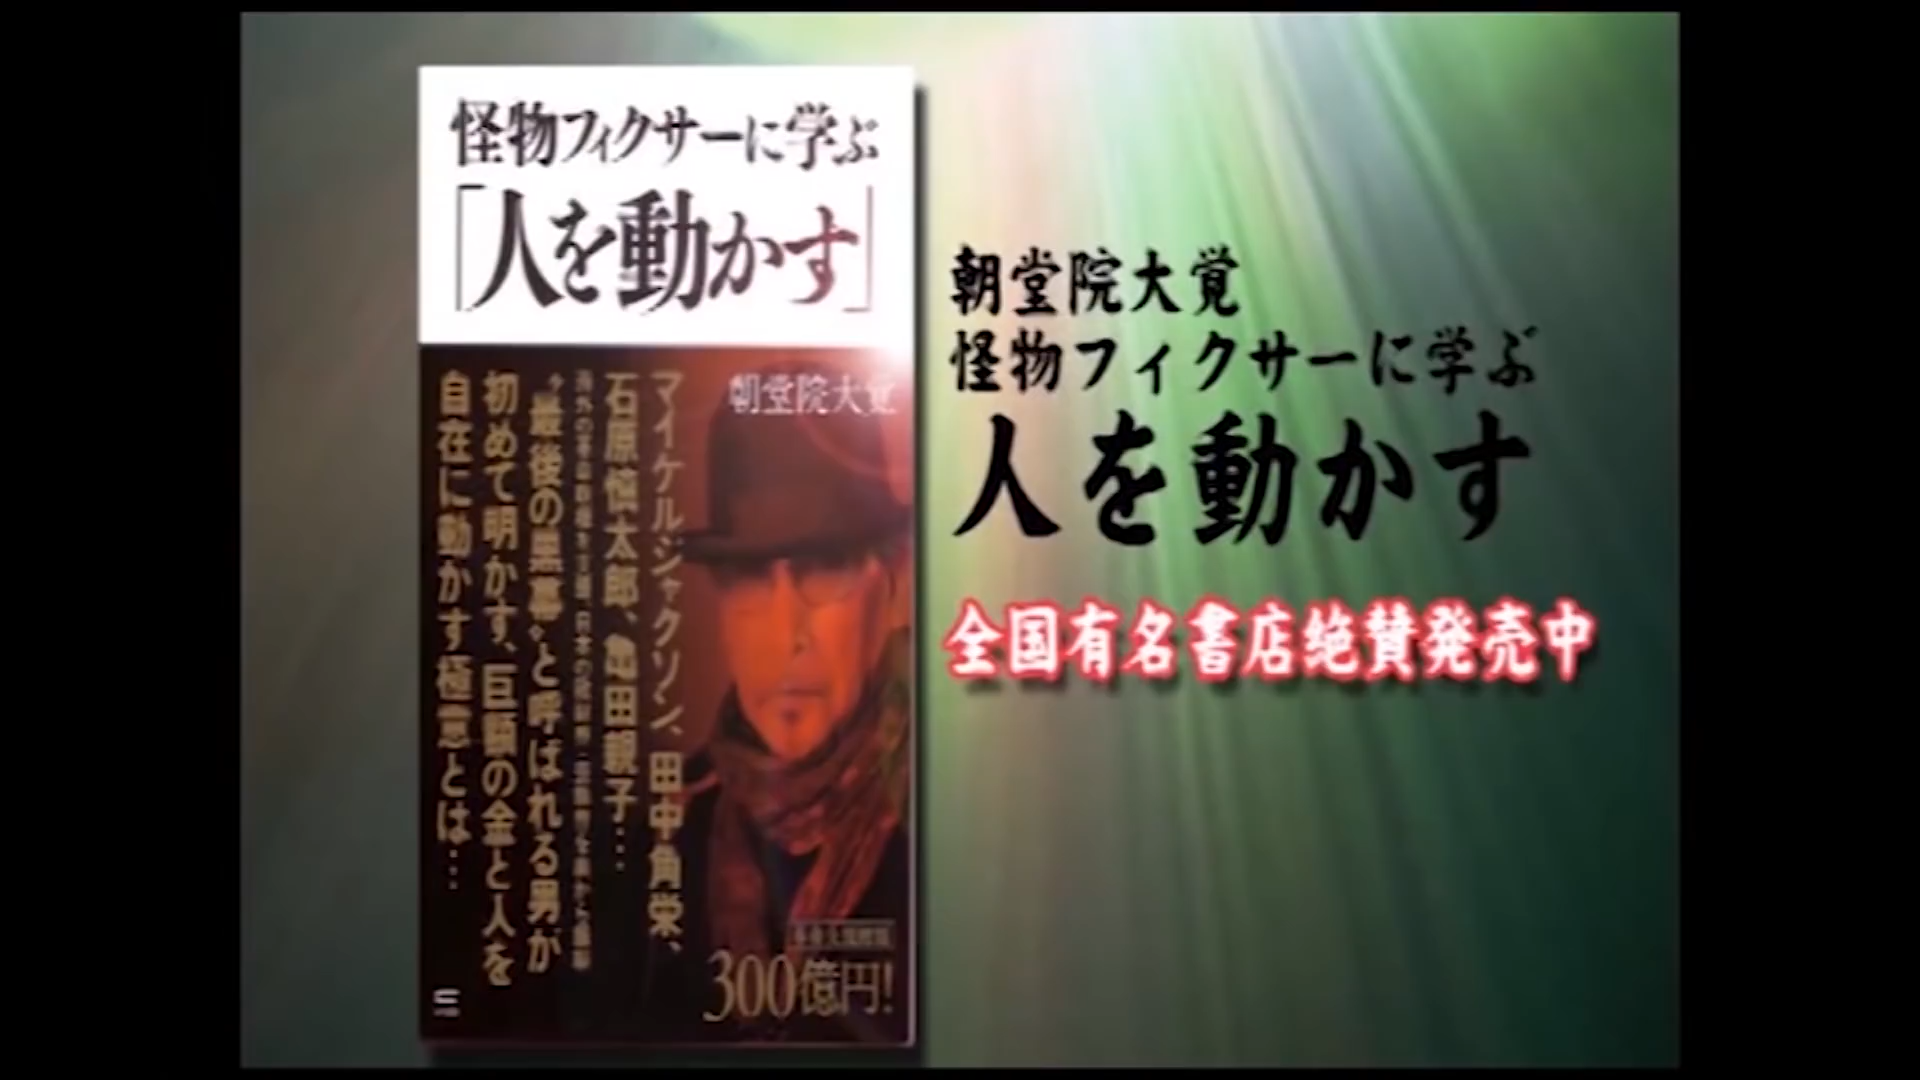 怪物フィクサーに学ぶ
「人を動かす」
朝堂院大覚
マイケルジャクソン、田中角栄、
石原慎太郎、亀田親子…
〝最後の黒幕〟と呼ばれる男が
初めて明かす、巨額の金と人を
自在に動かす極意とは…
300億円!
朝堂院大覚
怪物フィクサーに学ぶ
人を動かす
全国有名書店絶賛発売中